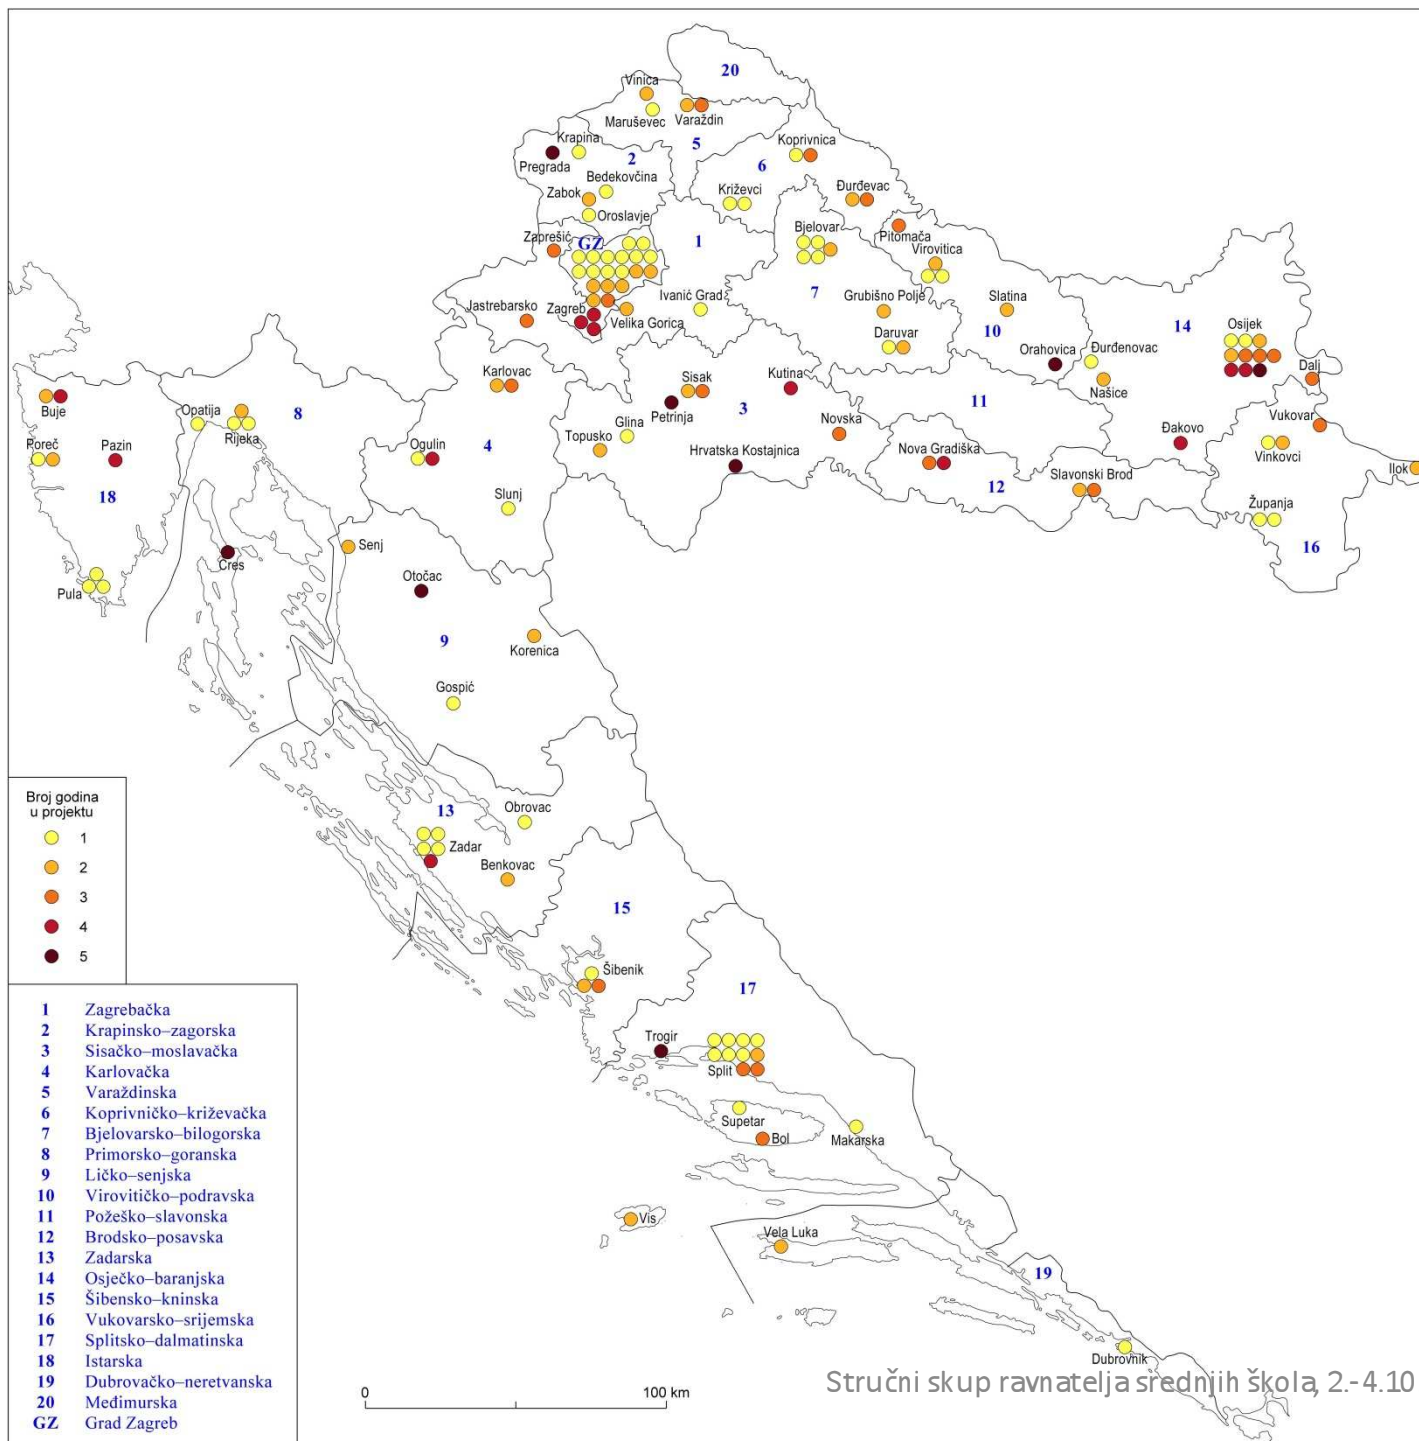 20
Vinica
Maruševec
Varaždin
5
Krapina
Pregrada
2
Bedekovčina
Zabok
Oroslavje
Koprivnica
6
Križevci
Đurđevac
Zaprešić
GZ
1
Bjelovar
Pitomača
Virovitica
7
Jastrebarsko
Zagreb
Velika Gorica
Ivanić Grad
Grubišno Polje
Daruvar
Slatina
10
Orahovica
14
Osijek
Đurđenovac
Našice
Dalj
Karlovac
Sisak
Petrinja
Kutina
3
Novska
11
Vukovar
Buje
Opatija
Rijeka
8
Glina
Topusko
Hrvatska Kostajnica
Nova Gradiška
Đakovo
Vinkovci
Ilok
Poreč
Pazin
18
Ogulin
4
Slunj
12
Slavonski Brod
Županja
16
Pula
Cres
Senj
Otočac
9
Korenica
Gospić
Broj godina
u projektu
1
2
3
4
5
13
Zadar
Obrovac
Benkovac
15
Šibenik
17
Trogir
Split
Supetar
Bol
Makarska
Vis
Vela Luka
19
Dubrovnik
1 Zagrebačka
2 Krapinsko–zagorska
3 Sisačko–moslavačka
4 Karlovačka
5 Varaždinska
6 Koprivničko–križevačka
7 Bjelovarsko–bilogorska
8 Primorsko–goranska
9 Ličko–senjska
10 Virovitičko–podravska
11 Požeško–slavonska
12 Brodsko–posavska
13 Zadarska
14 Osječko–baranjska
15 Šibensko–kninska
16 Vukovarsko–srijemska
17 Splitsko–dalmatinska
18 Istarska
19 Dubrovačko–neretvanska
20 Međimurska
GZ Grad Zagreb
0 100 km
Stručni skup ravnatelja srednjih škola, 2.-4.10